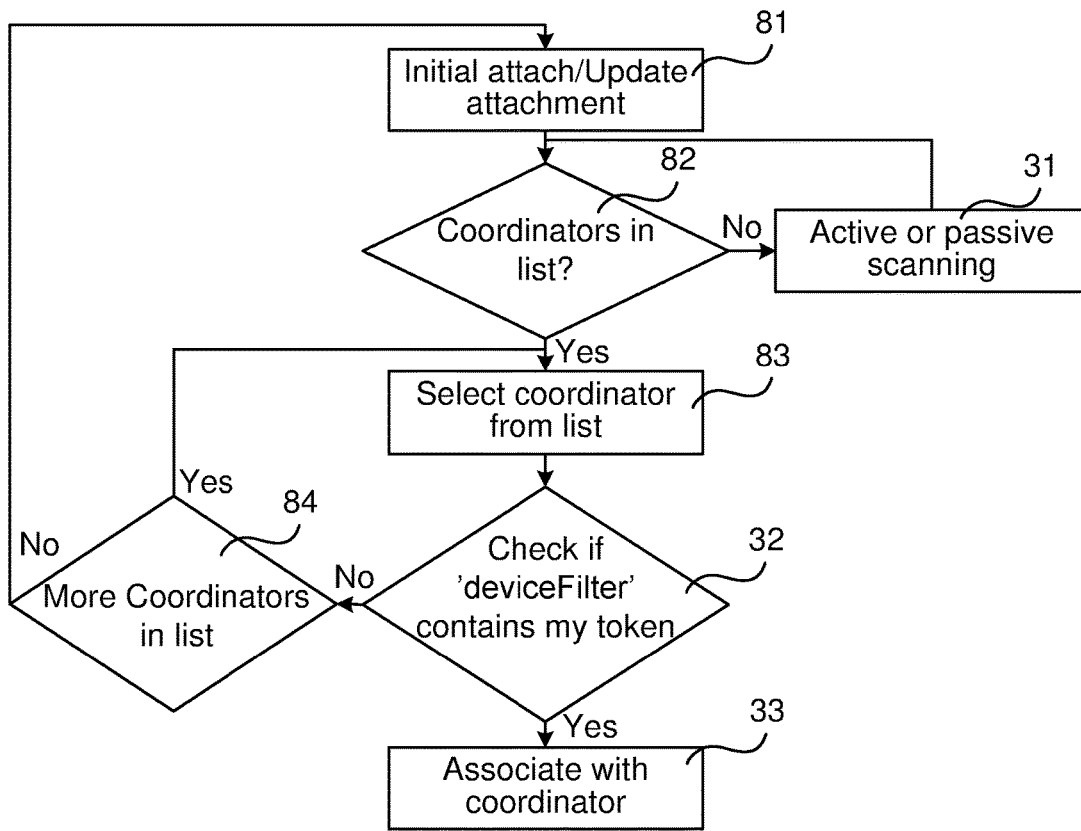 81
Initial attach/Update
attachment
82
Coordinators in
list?
No
31
Active or passive
scanning
Yes
83
Select coordinator
from list
Yes
84
No
More Coordinators
in list
No
32
Check if
’deviceFilter’
contains my token
Yes
33
Associate with
coordinator